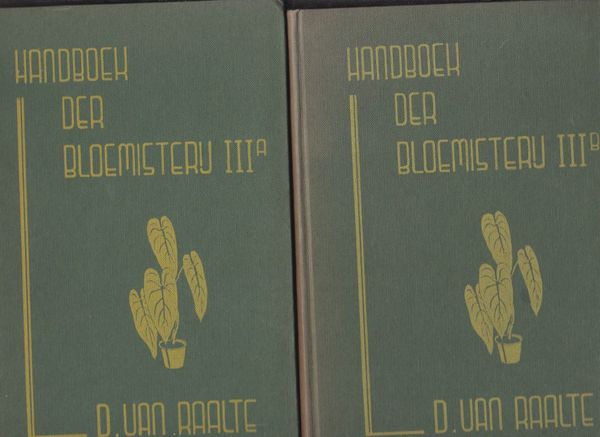 HANDBOEK
DER
BLOEMISTERIJ IIIA
D. VAN RAALTE
HANDBOEK
DER
BLOEMISTERIJ IIIB
D. VAN RAALTE